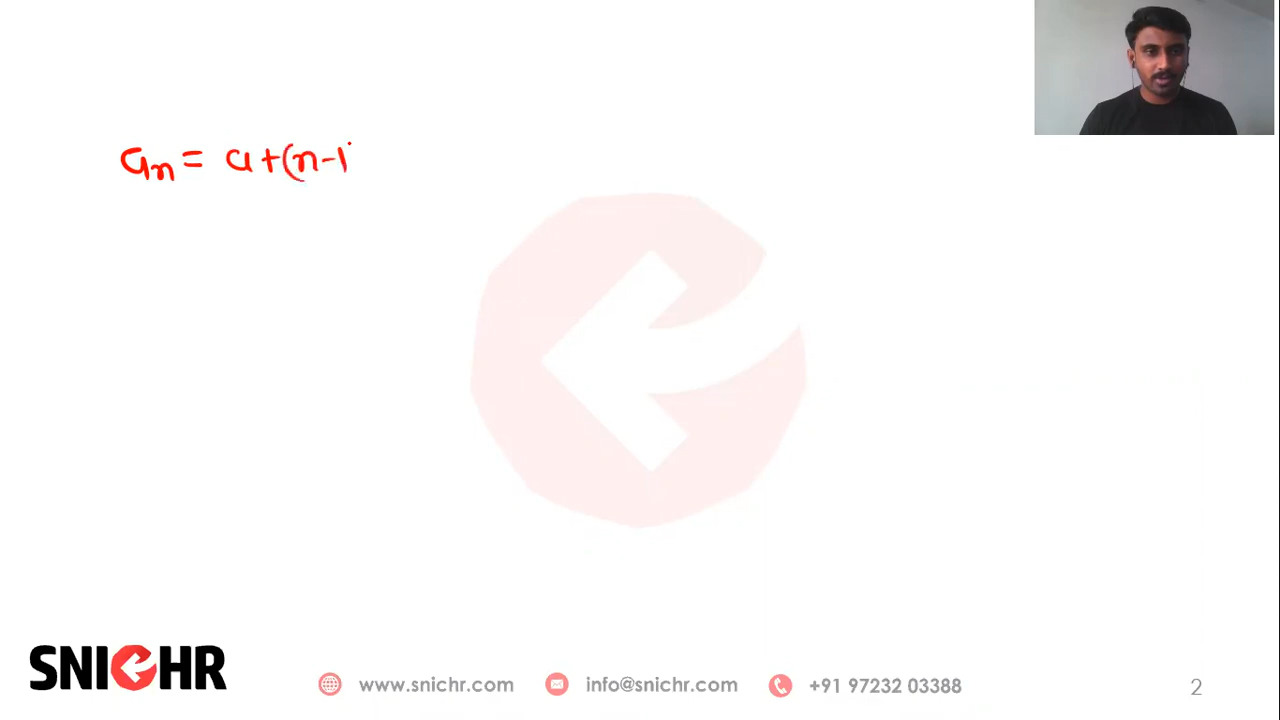 an = a+(n-1)
SNICHR
www.snichr.com
info@snichr.com
+91 97232 03388
2